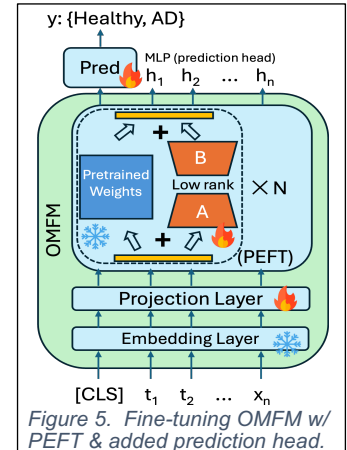 y: {Healthy, AD}
Pred
MLP (prediction head)
h1 h2 ... hn
OMFM
Pretrained
Weights
+
B
Low rank
A
+
× N
(PEFT)
Projection Layer
Embedding Layer
[CLS] t1 t2 ... xn
Figure 5. Fine-tuning OMFM w/
PEFT & added prediction head.